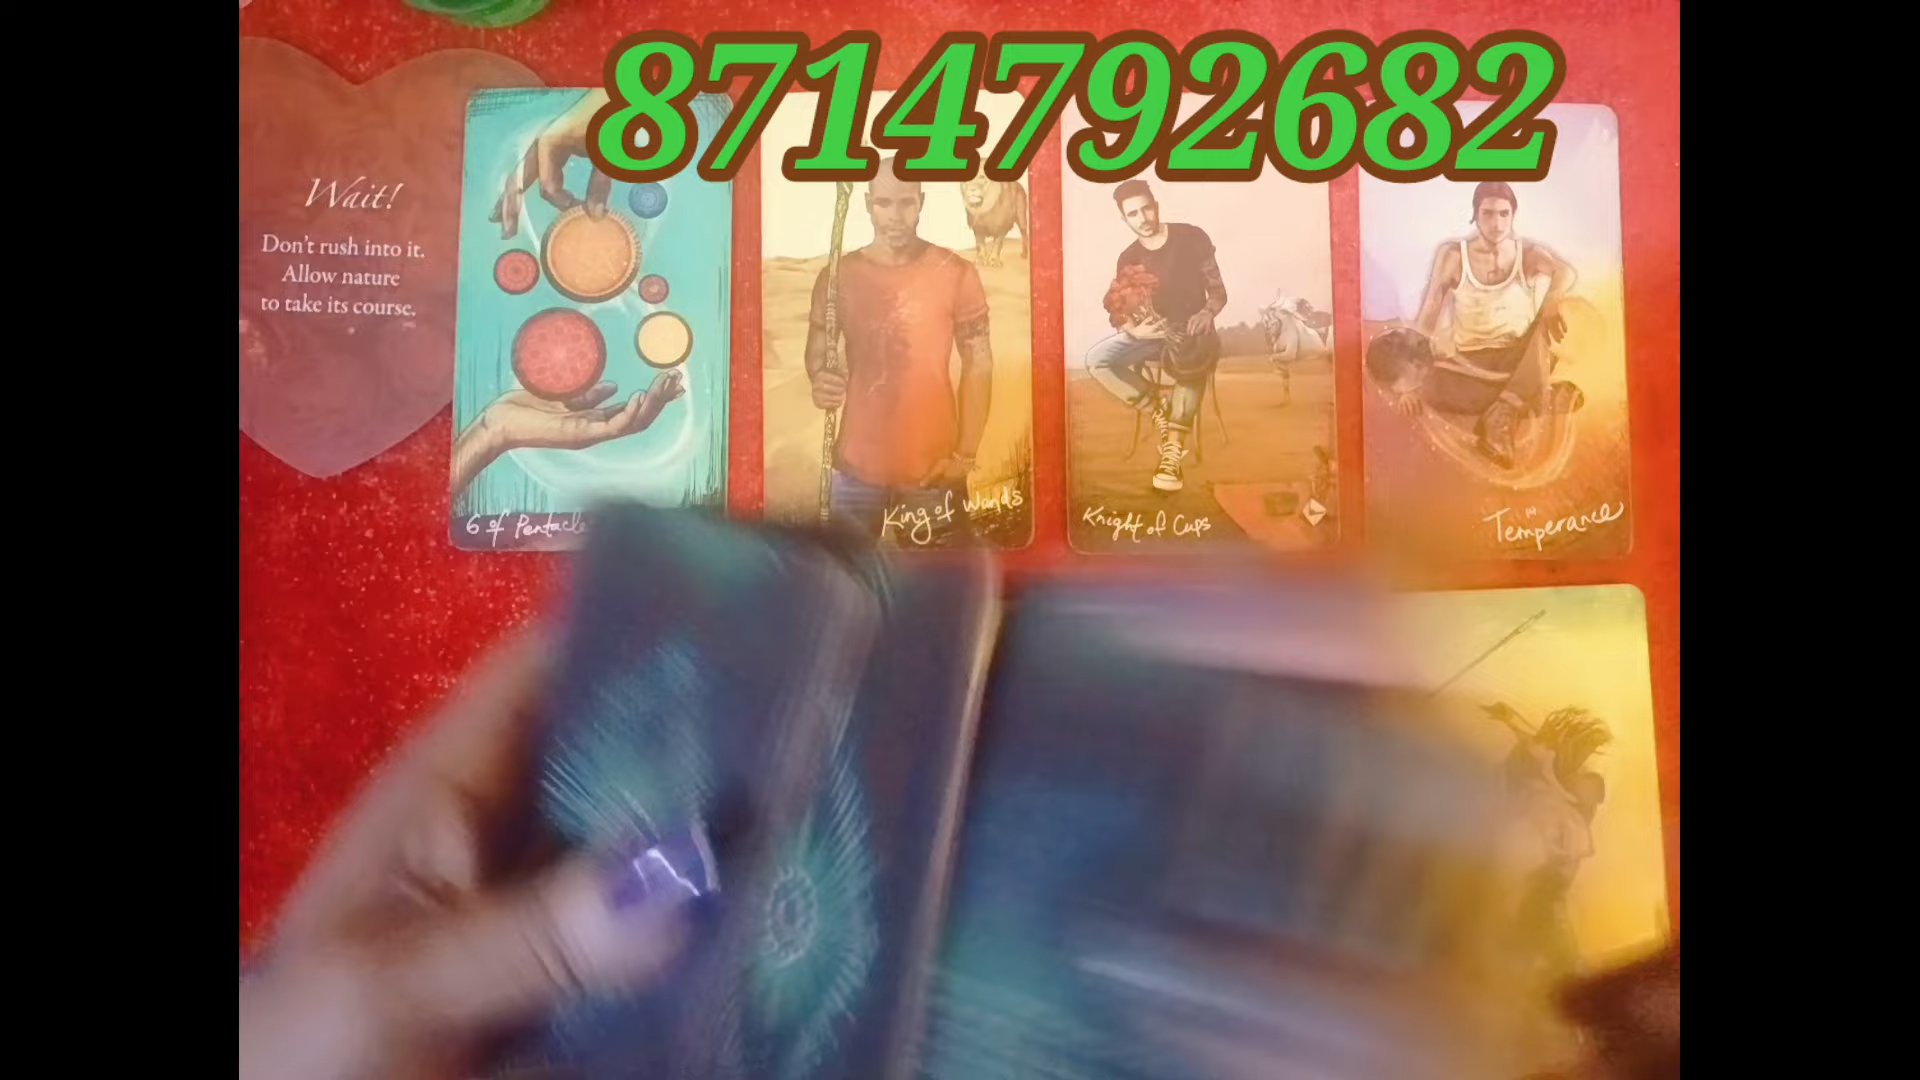 8714792682
Wait!
Don't rush into it.
Allow nature
to take its course.
6 of Pentacle
King of Wands
Knight of Cups
Temperance